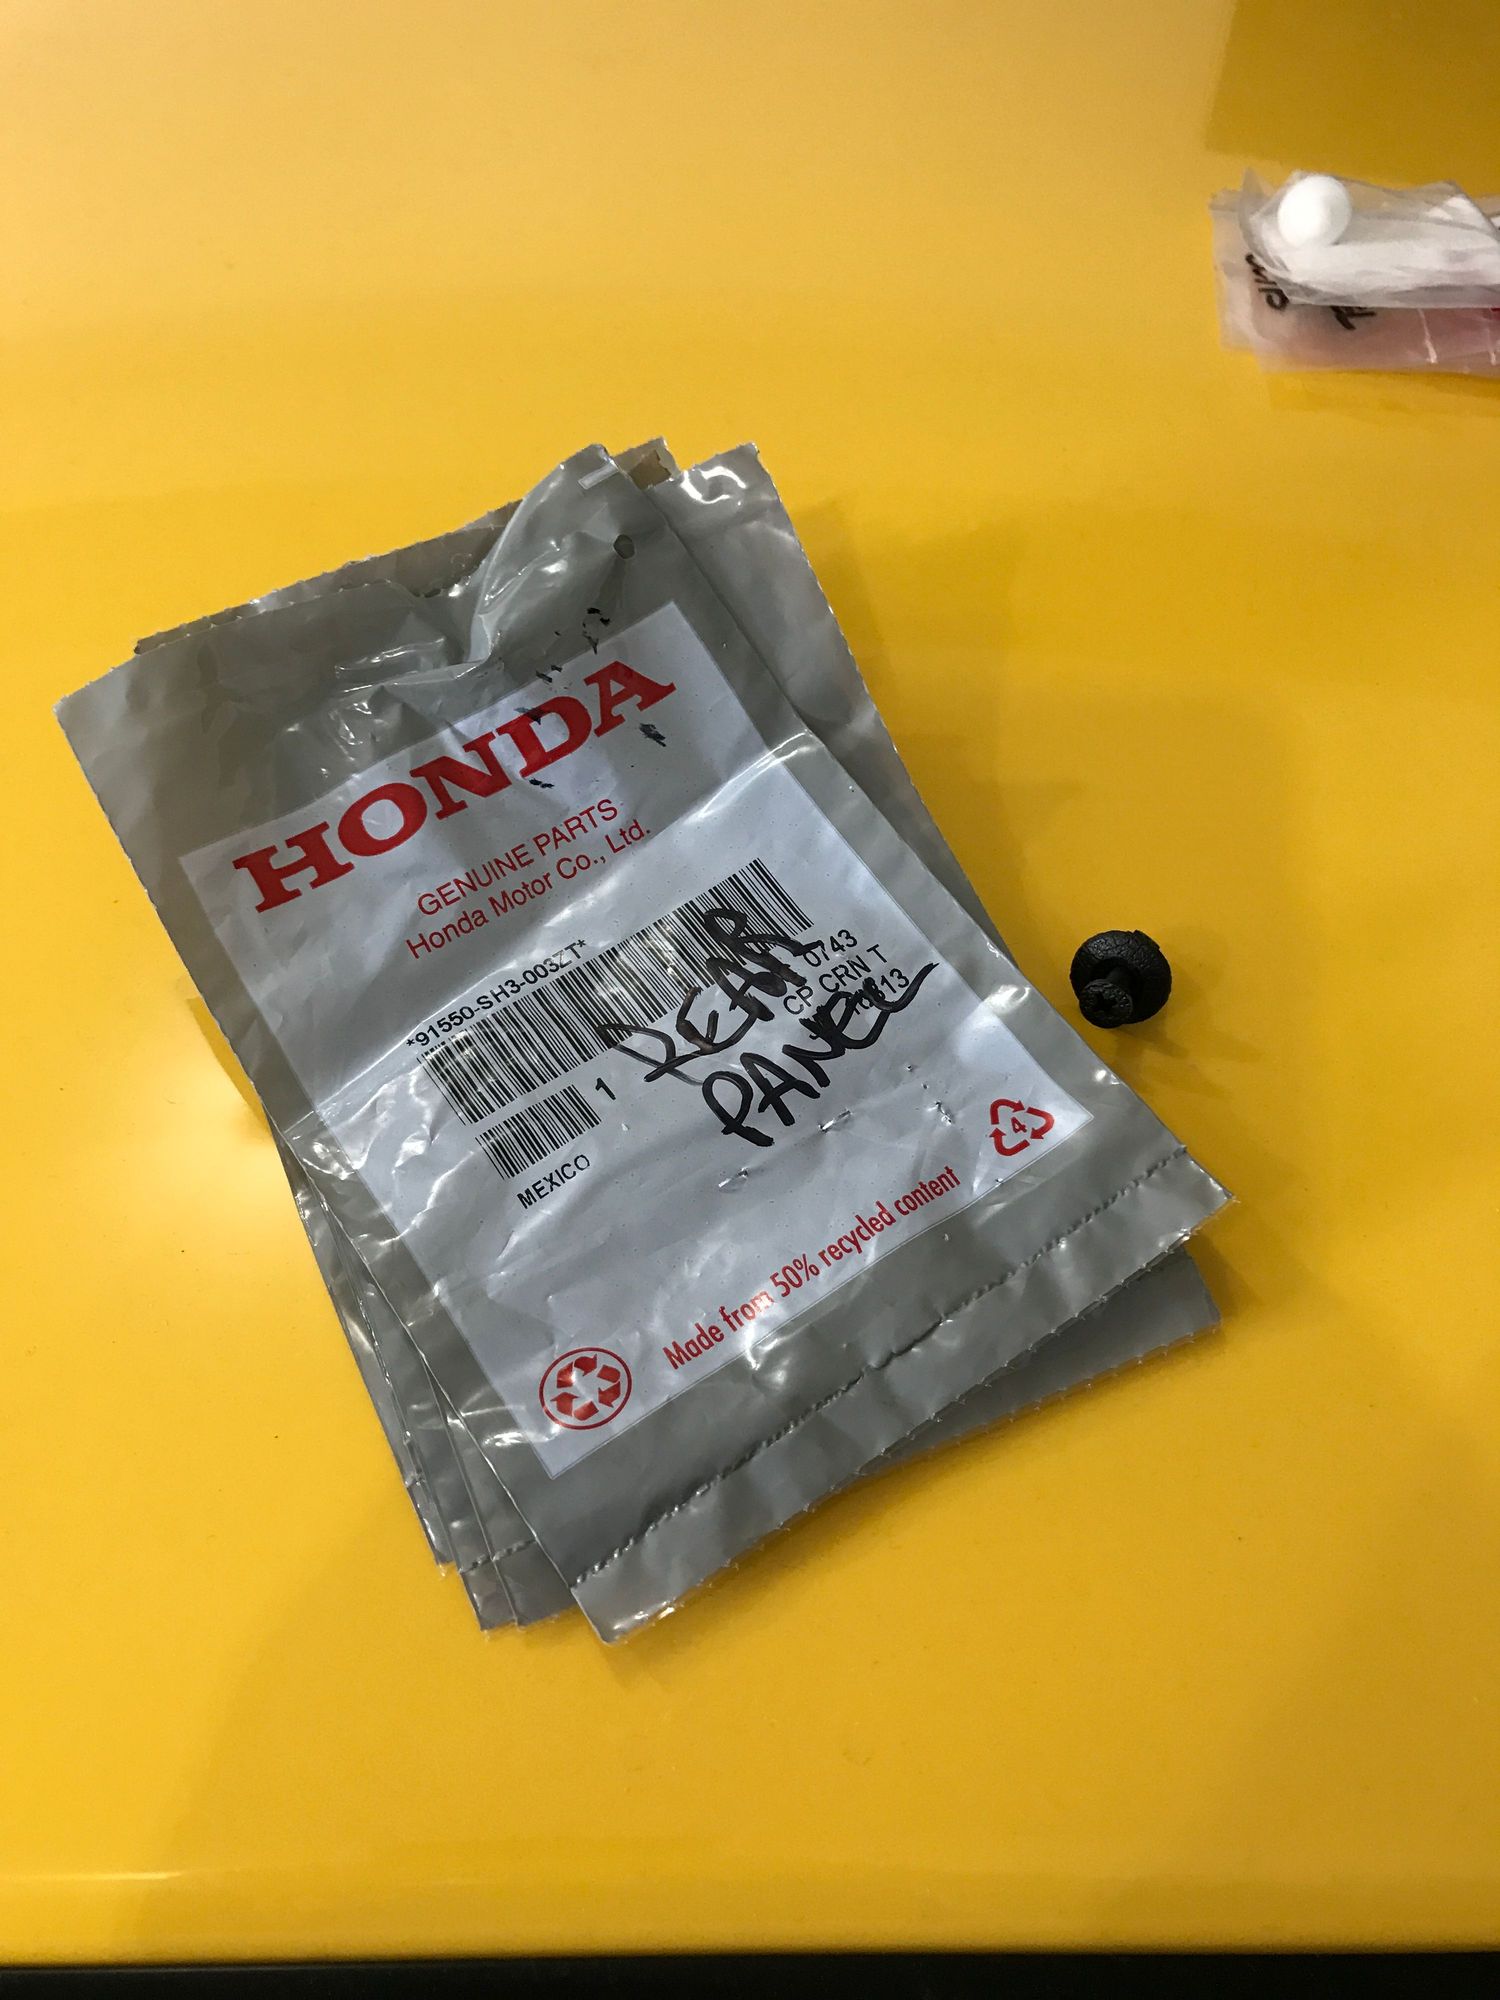 HONDA
GENUINE PARTS
Honda Motor Co., Ltd.
*91550-SH3-003ZT*
0743
CP CRN T
1
MEXICO
REAR
PANEL
4
Made from 50% recycled content